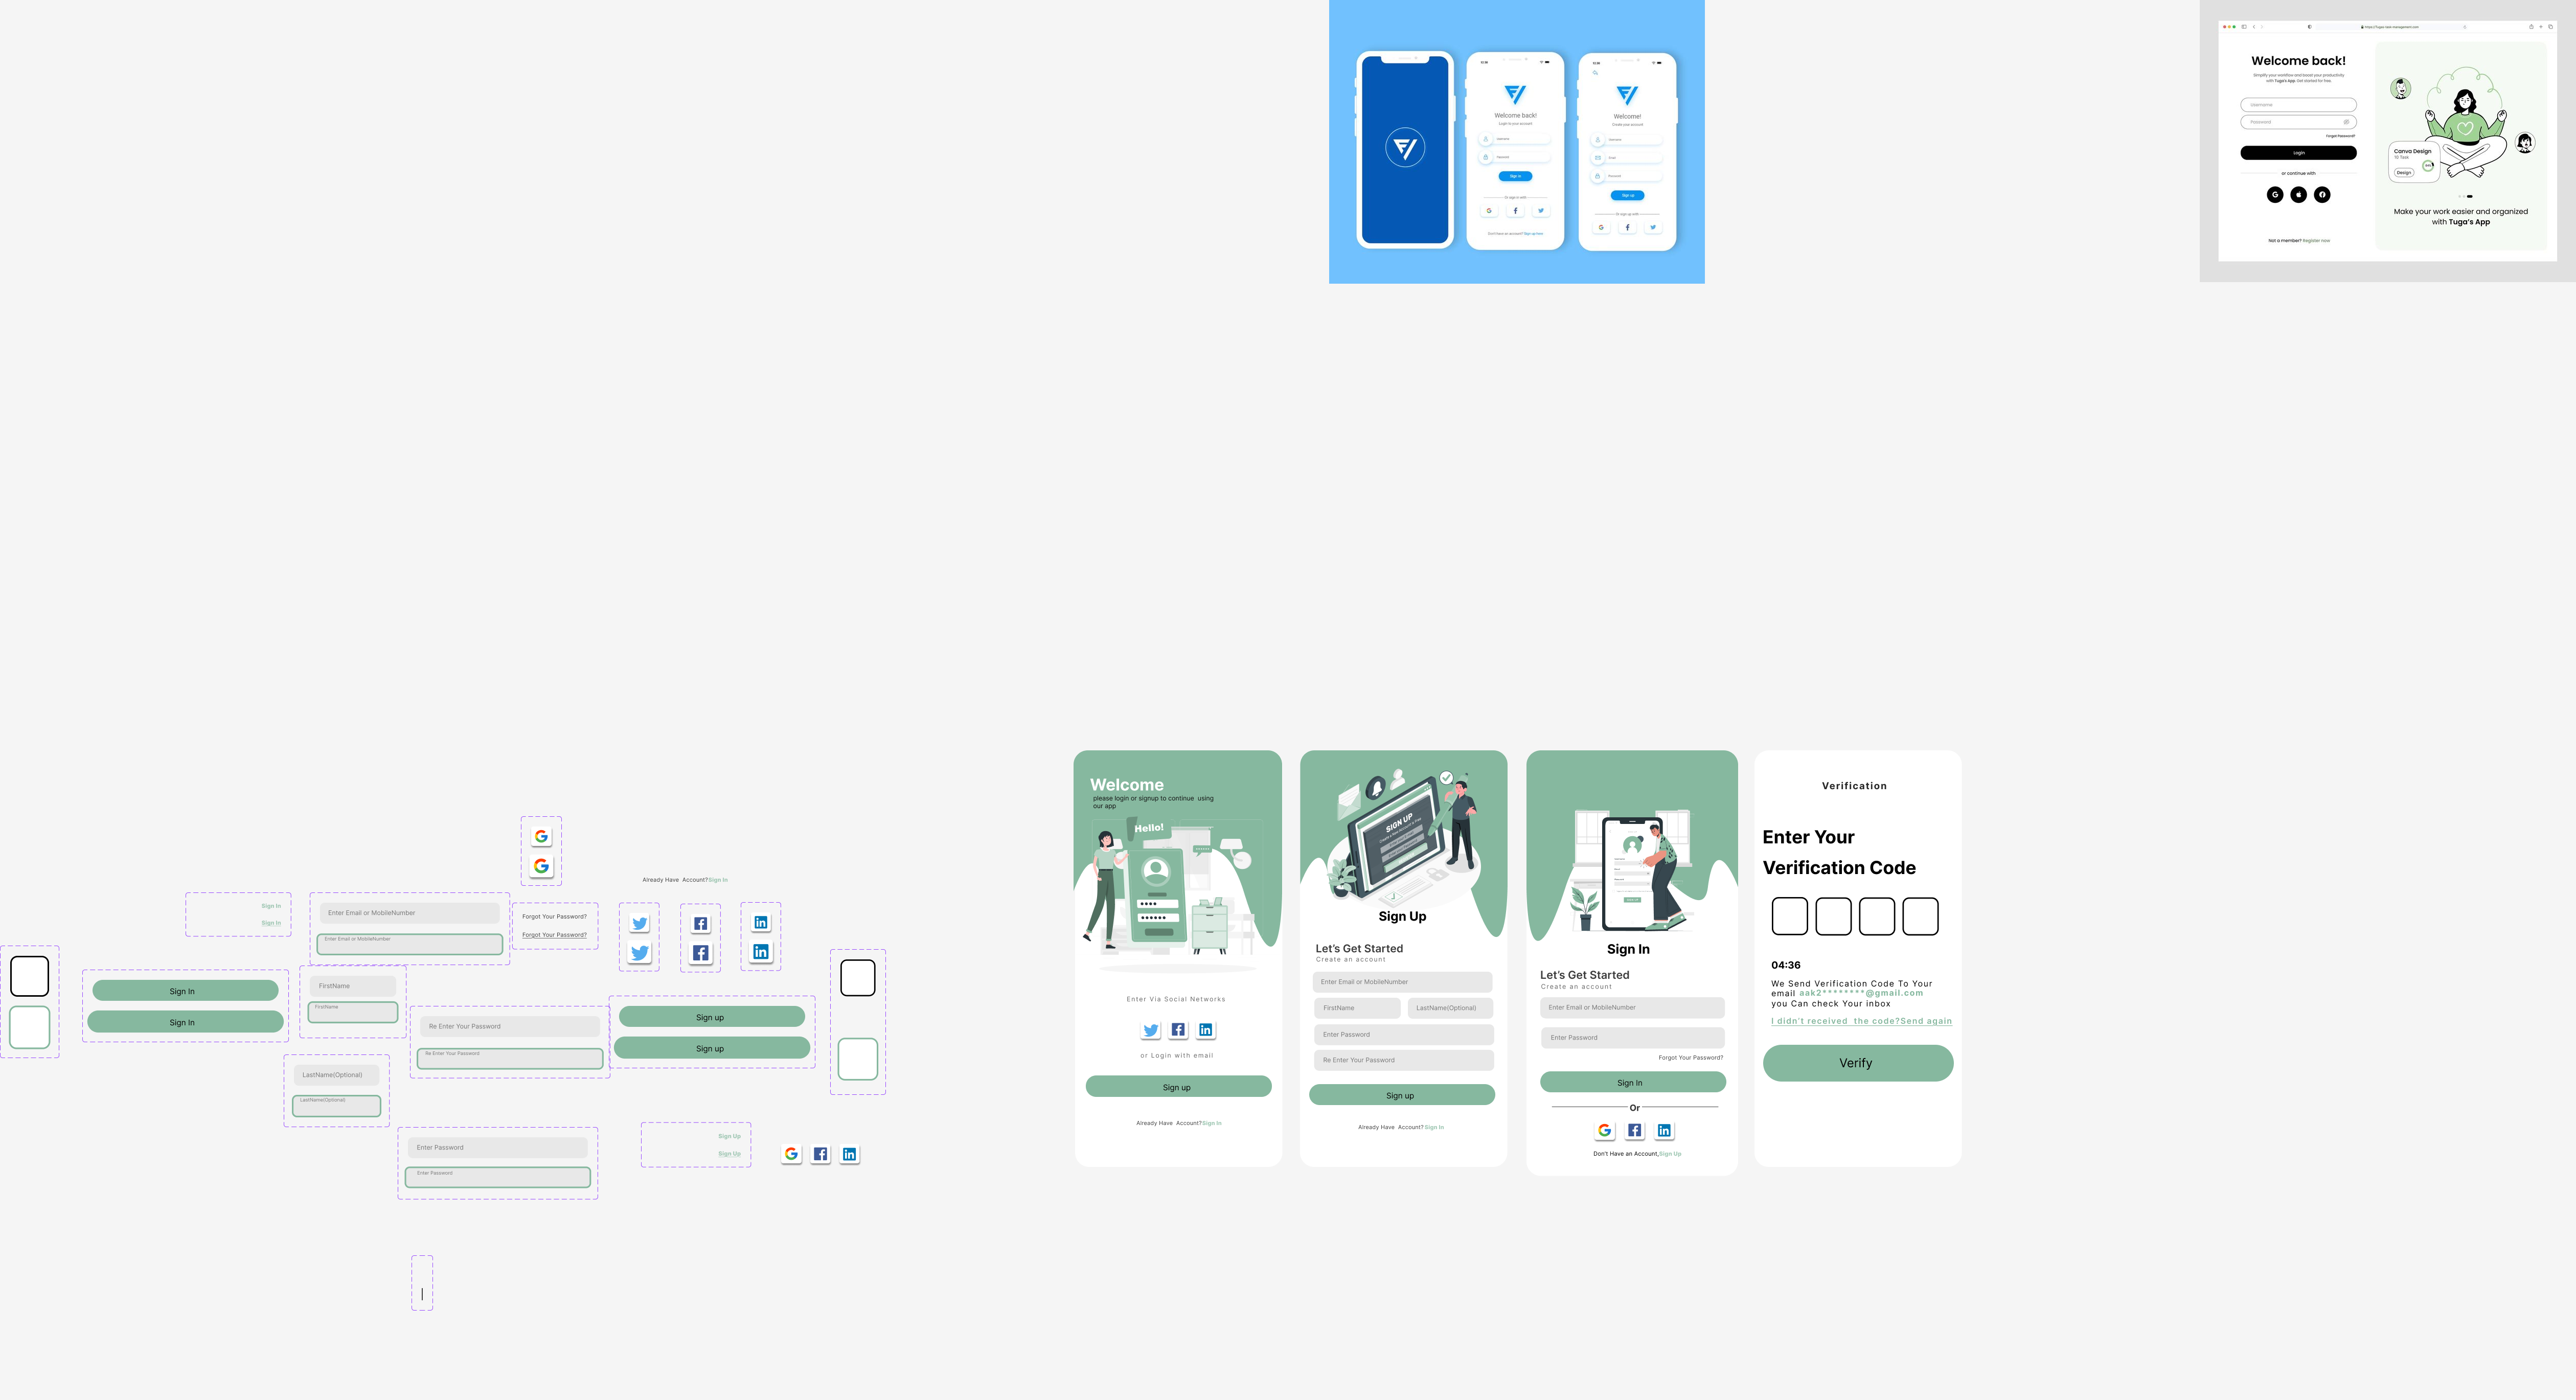 Welcome back!
Login to your account
Username
Password
Sign in
Or sign in with
Don't have an account? Sign up here
Welcome!
Create your account
Username
Email
Password
Sign up
Or sign up with
Welcome back!
Simplify your workflow and boost your productivity
with Tuga's App. Get started for free.
Username
Password
Forgot Password?
Login
or continue with
Not a member? Register now
Canva Design
10 Task
Design
Make your work easier and organized
with Tuga's App
Already Have Account?Sign In
Sign In
Sign In
Enter Email or MobileNumber
Enter Email or MobileNumber
Forgot Your Password?
Forgot Your Password?
Sign In
Sign In
FirstName
FirstName
Re Enter Your Password
Re Enter Your Password
Sign up
Sign up
LastName(Optional)
LastName(Optional)
Enter Password
Enter Password
Sign Up
Sign Up
Welcome
please login or signup to continue using
our app
Hello!
Enter Via Social Networks
or Login with email
Sign up
Already Have Account?Sign In
SIGN UP
Sign Up
Let's Get Started
Create an account
Enter Email or MobileNumber
FirstName
LastName(Optional)
Enter Password
Re Enter Your Password
Sign up
Already Have Account?Sign In
SIGN UP
Sign In
Let's Get Started
Create an account
Enter Email or MobileNumber
Enter Password
Forgot Your Password?
Sign In
Or
Don't Have an Account,Sign Up
Verification
Enter Your
Verification Code
04:36
We Send Verification Code To Your
email aak2********@gmail.com
you Can check Your inbox
I didn't received the code?Send again
Verify